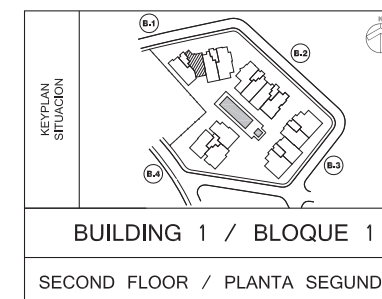 B.1
B.2
KEYPLAN
SITUACION
B.4
B.3
BUILDING 1 / BLOQUE 1
SECOND FLOOR / PLANTA SEGUND